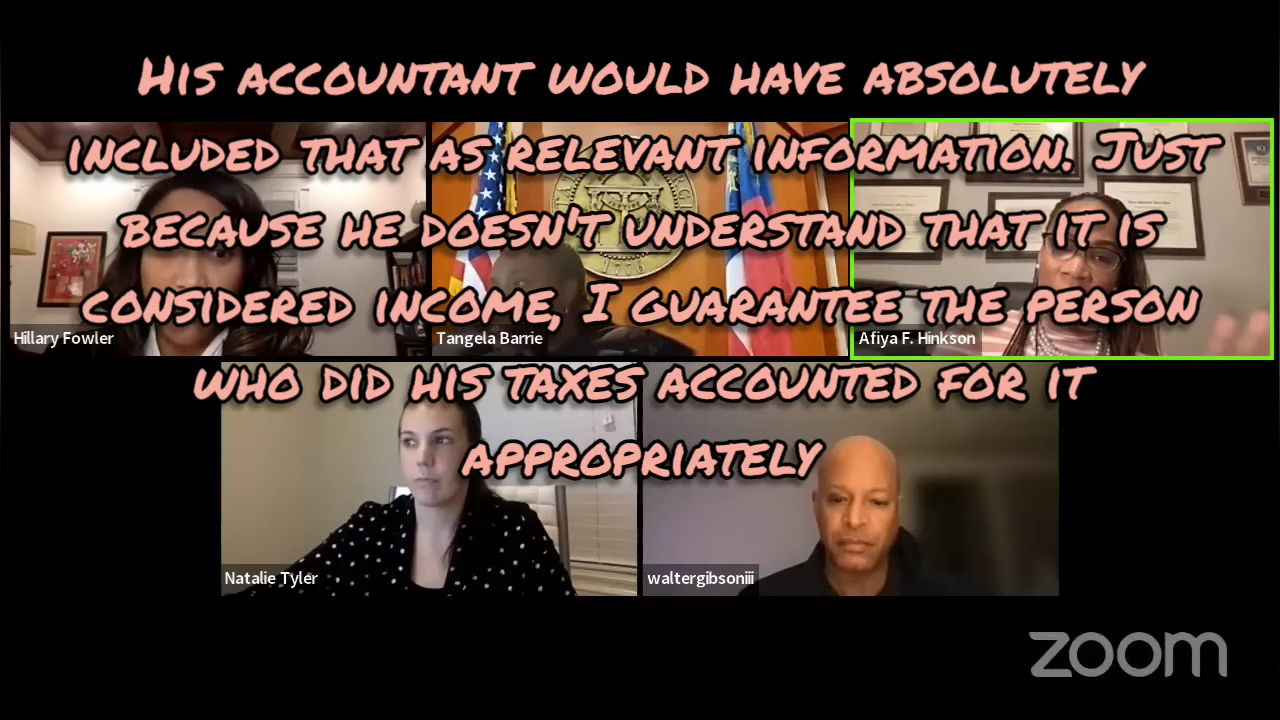 His accountant would have absolutely
included that as relevant information. Just
because he doesn't understand that it is
considered income, I guarantee the person
Hillary Fowler
Tangela Barrie
Afiya F. Hinkson
who did his taxes accounted for it
appropriately
Natalie Tyler
waltergibsoniii
zoom